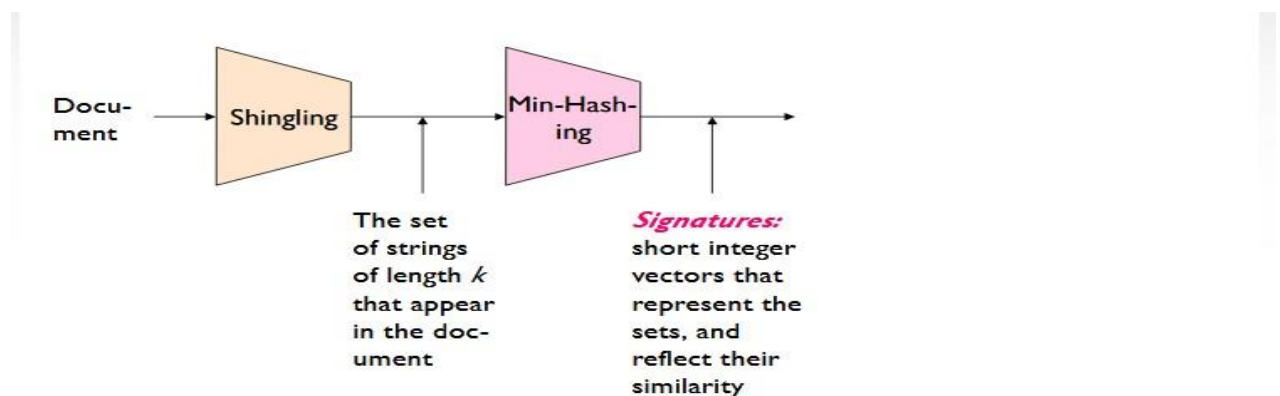 Docu-
ment
Shingling
Min-Hash-
ing
The set
of strings
of length k
that appear
in the doc-
ument
Signatures:
short integer
vectors that
represent the
sets, and
reflect their
similarity